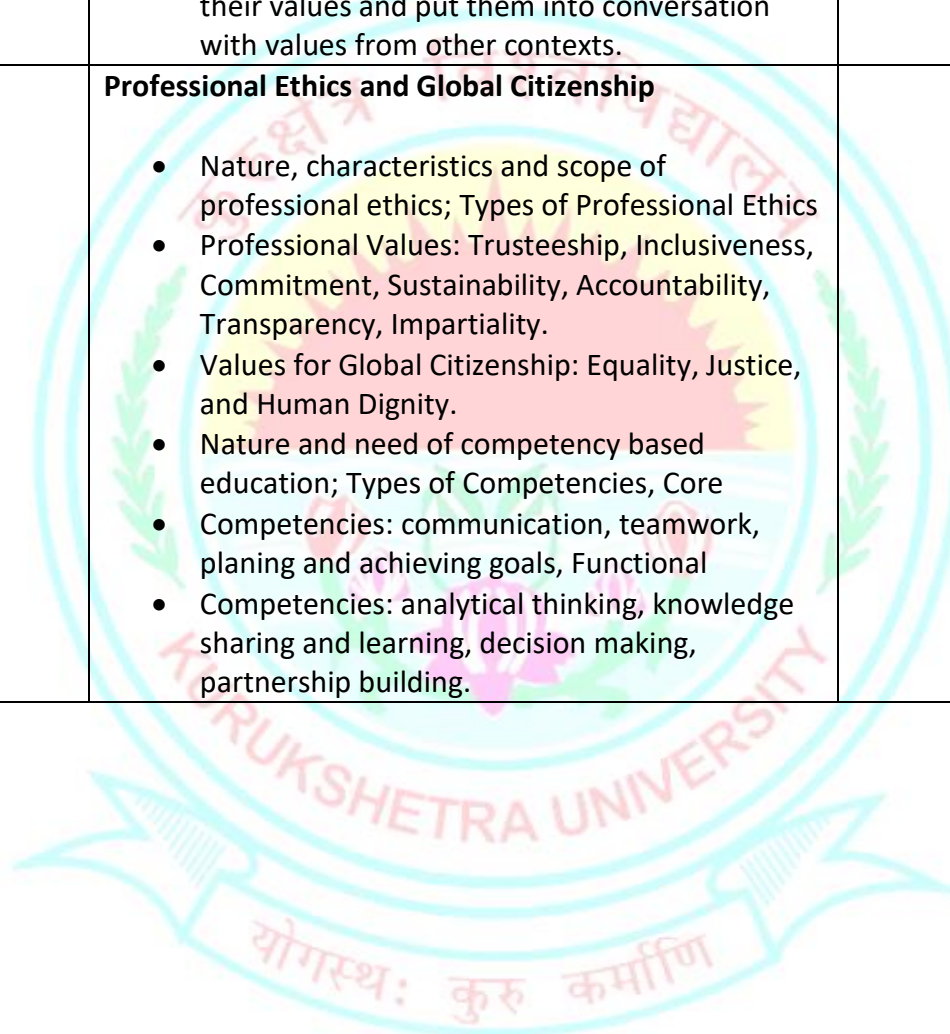 their values and put them into conversation
with values from other contexts.
Professional Ethics and Global Citizenship
• Nature, characteristics and scope of
professional ethics; Types of Professional Ethics
• Professional Values: Trusteeship, Inclusiveness,
Commitment, Sustainability, Accountability,
Transparency, Impartiality.
• Values for Global Citizenship: Equality, Justice,
and Human Dignity.
• Nature and need of competency based
education; Types of Competencies, Core
• Competencies: communication, teamwork,
planing and achieving goals, Functional
• Competencies: analytical thinking, knowledge
sharing and learning, decision making,
partnership building.
कुरुक्षेत्र विश्वविद्यालय
KURUKSHETRA UNIVERSITY
योगस्थः कुरु कर्माणि